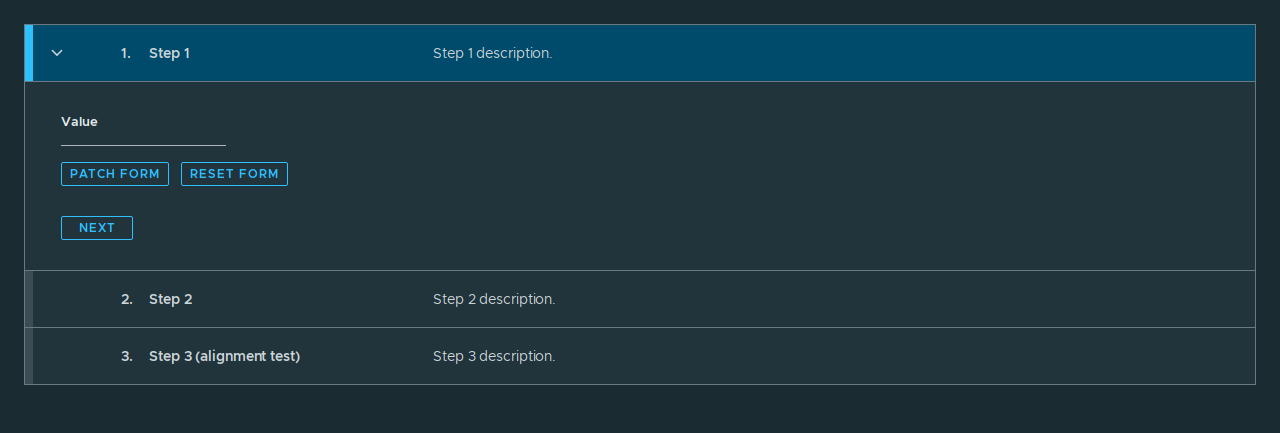 1. Step 1 Step 1 description.
Value
PATCH FORM RESET FORM
NEXT
2. Step 2 Step 2 description.
3. Step 3 (alignment test) Step 3 description.